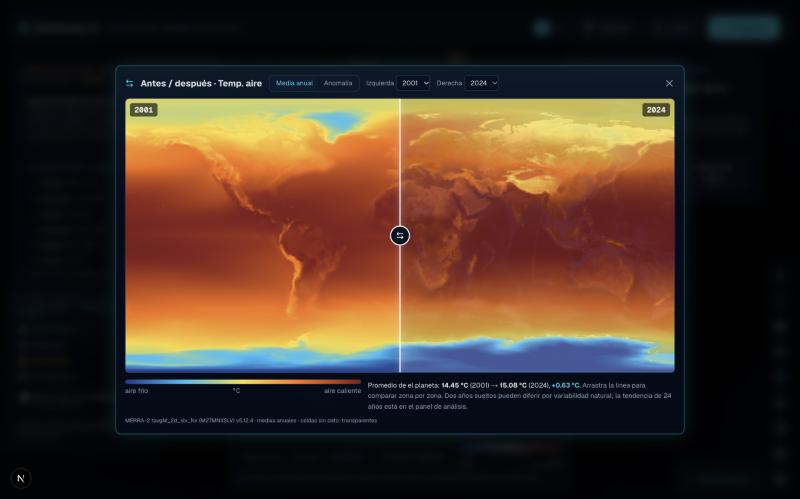 Antes / después · Temp. aire
Media anual
Anomalía
Izquierda 2001
Derecha 2024
2001
2024
aire frío
°C
aire caliente
Promedio de el planeta: 14.45 °C (2001) → 15.08 °C (2024), +0.63 °C. Arrastra la línea para
comparar zona por zona. Dos años sueltos pueden diferir por variabilidad natural; la tendencia de 24
años está en el panel de análisis.
MERRA-2 tavgM_2d_slv_Nx (M2TMNXSLV) v5.12.4 · medias anuales · celdas sin dato: transparentes
N